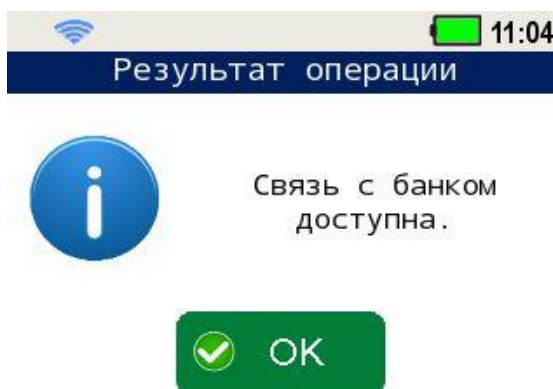 11:04
Результат операции
Связь с банком
доступна.
OK